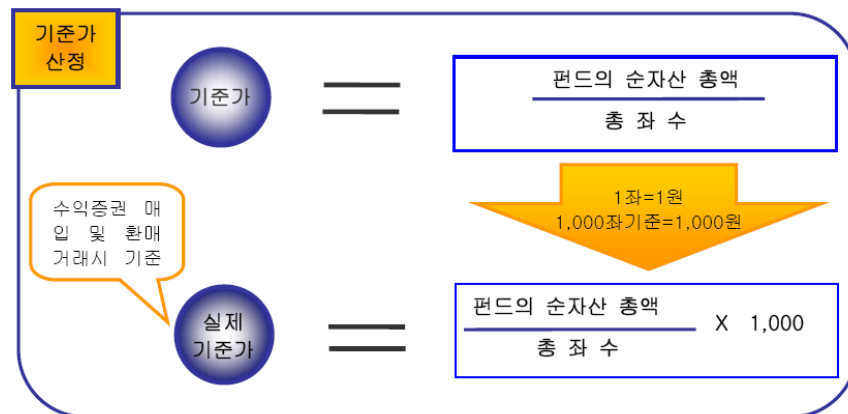 기준가
산정
기준가
펀드의 순자산 총액
총 좌 수
1좌=1원
1,000좌기준=1,000원
수익증권 매
입 및 환매
거래시 기준
실제
기준가
펀드의 순자산 총액
총 좌 수
X 1,000